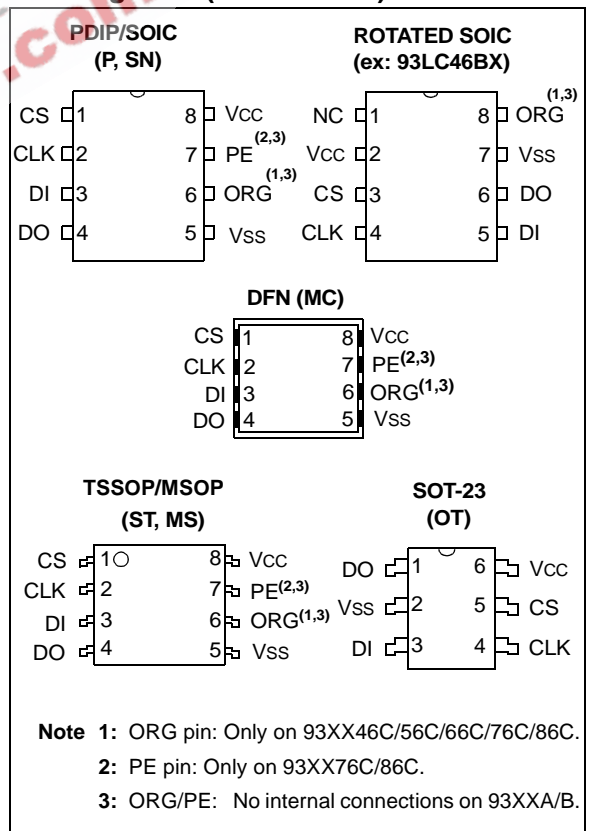 .com
PDIP/SOIC
(P, SN)
CS 1 8 VCC
CLK 2 7 PE (2,3)
DI 3 6 ORG (1,3)
DO 4 5 VSS
ROTATED SOIC
(ex: 93LC46BX)
NC 1 8 ORG (1,3)
VCC 2 7 VSS
CS 3 6 DO
CLK 4 5 DI
DFN (MC)
CS 1 8 VCC
CLK 2 7 PE(2,3)
DI 3 6 ORG(1,3)
DO 4 5 VSS
TSSOP/MSOP
(ST, MS)
CS 1 8 VCC
CLK 2 7 PE(2,3)
DI 3 6 ORG(1,3)
DO 4 5 VSS
SOT-23
(OT)
DO 1 6 VCC
VSS 2 5 CS
DI 3 4 CLK
Note 1: ORG pin: Only on 93XX46C/56C/66C/76C/86C.
2: PE pin: Only on 93XX76C/86C.
3: ORG/PE: No internal connections on 93XXA/B.